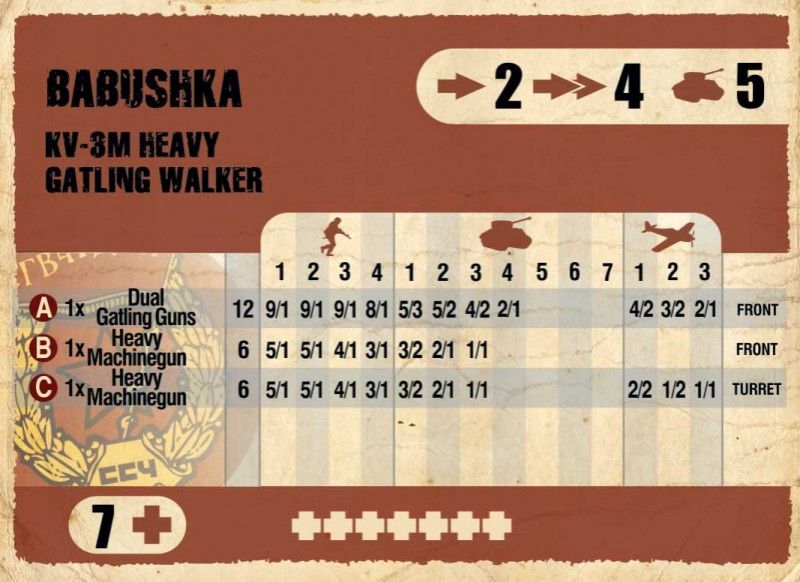 BABUSHKA
2 4 5
KV-3M HEAVY
GATLING WALKER
1 2 3 4 1 2 3 4 5 6 7 1 2 3
A 1x Dual Gatling Guns 12 9/1 9/1 9/1 8/1 5/3 5/2 4/2 2/1 4/2 3/2 2/1 FRONT
B 1x Heavy Machinegun 6 5/1 5/1 4/1 3/1 3/2 2/1 1/1 FRONT
C 1x Heavy Machinegun 6 5/1 5/1 4/1 3/1 3/2 2/1 1/1 2/2 1/2 1/1 TURRET
ССЧ
7